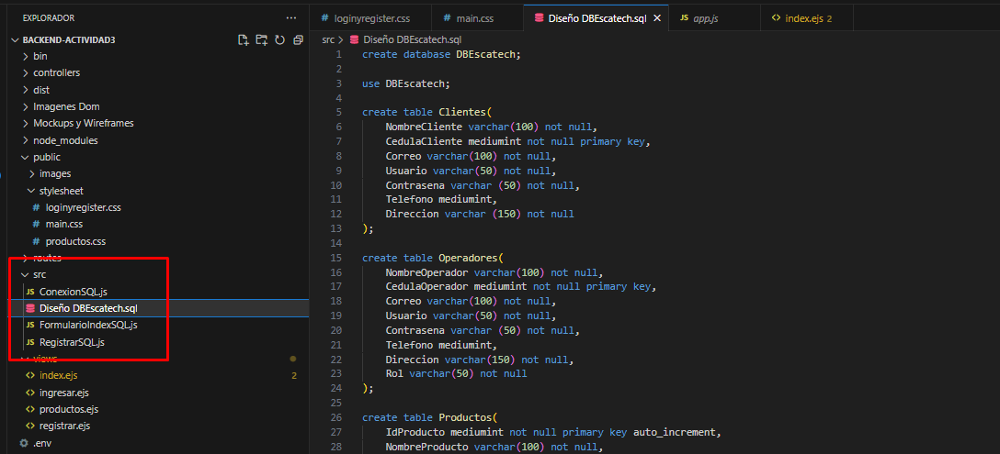 EXPLORADOR
BACKEND-ACTIVIDAD3
bin
controllers
dist
Imagenes Dom
Mockups y Wireframes
node_modules
public
images
stylesheet
# loginyregister.css
# main.css
# productos.css
routes
src
JS ConexionSQL.js
Diseño DBEscatech.sql
JS FormularioIndexSQL.js
JS RegistrarSQL.js
views
<> index.ejs 2
<> ingresar.ejs
<> productos.ejs
<> registrar.ejs
.env
# loginyregister.css
# main.css
Diseño DBEscatech.sql
JS app.js
<> index.ejs 2
src > Diseño DBEscatech.sql
1 create database DBEscatech;
2
3 use DBEscatech;
4
5 create table Clientes(
6 NombreCliente varchar(100) not null,
7 CedulaCliente mediumint not null primary key,
8 Correo varchar(100) not null,
9 Usuario varchar(50) not null,
10 Contrasena varchar (50) not null,
11 Telefono mediumint,
12 Direccion varchar (150) not null
13 );
14
15 create table Operadores(
16 NombreOperador varchar(100) not null,
17 CedulaOperador mediumint not null primary key,
18 Correo varchar(100) not null,
19 Usuario varchar(50) not null,
20 Contrasena varchar (50) not null,
21 Telefono mediumint,
22 Direccion varchar(150) not null,
23 Rol varchar(50) not null
24 );
25
26 create table Productos(
27 IdProducto mediumint not null primary key auto_increment,
28 NombreProducto varchar(100) not null,